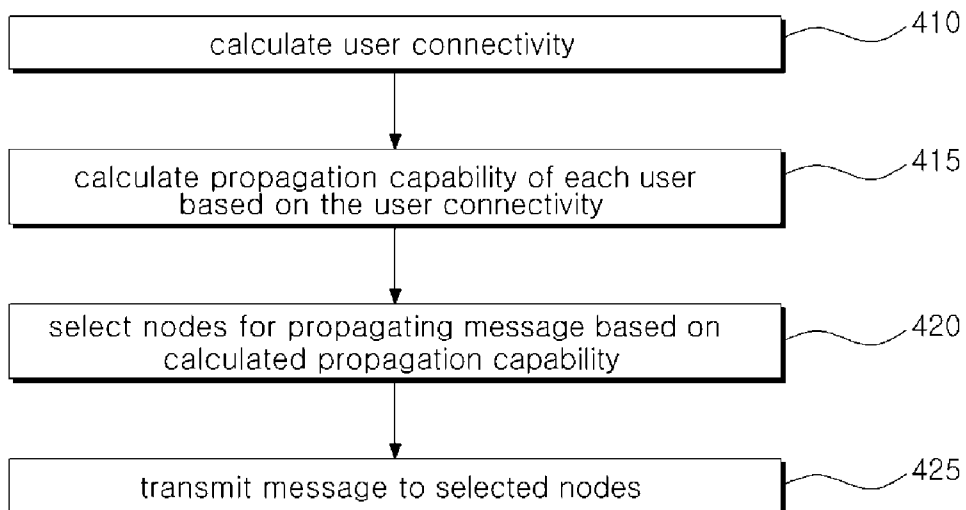 calculate user connectivity
410
calculate propagation capability of each user
based on the user connectivity
415
select nodes for propagating message based on
calculated propagation capability
420
transmit message to selected nodes
425